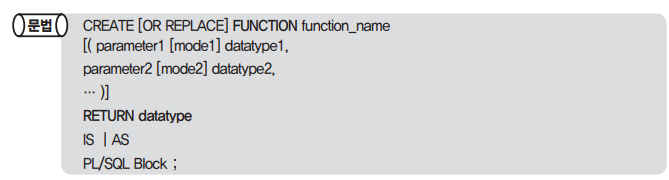 문법
CREATE [OR REPLACE] FUNCTION function_name
[( parameter1 [mode1] datatype1,
parameter2 [mode2] datatype2,
… )]
RETURN datatype
IS | AS
PL/SQL Block ;